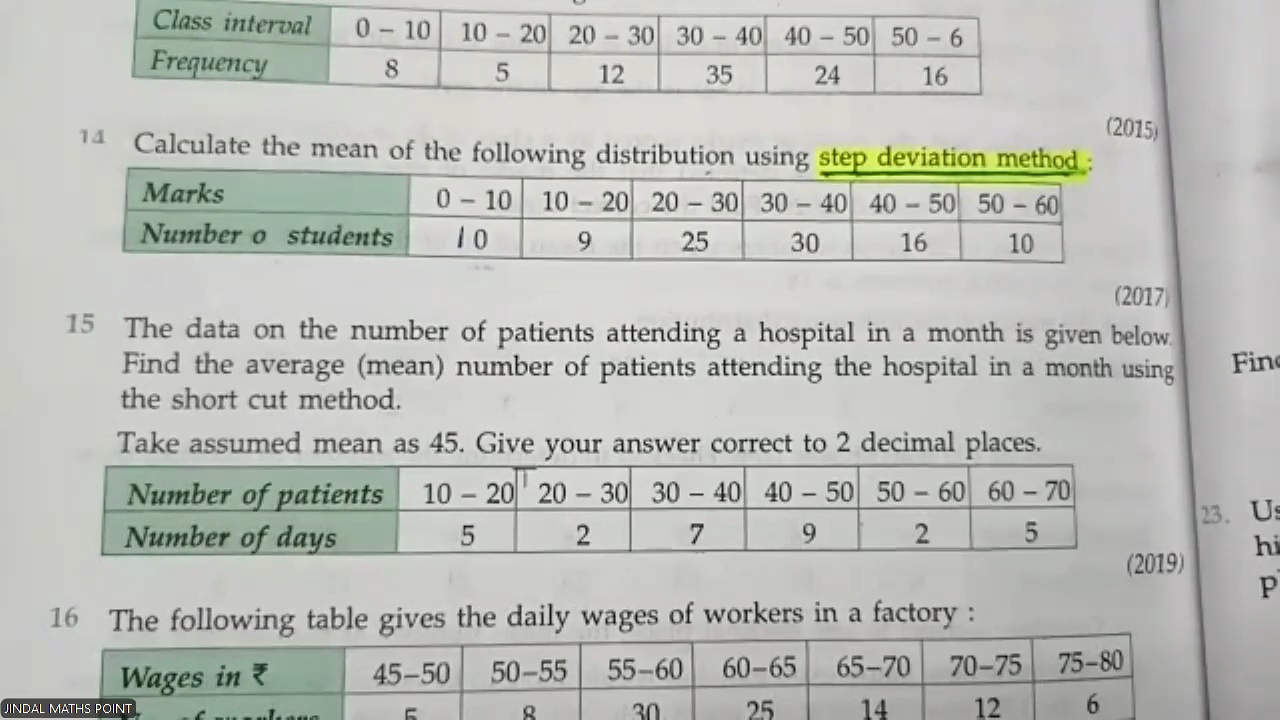 Class interval 0 – 10 10 – 20 20 – 30 30 – 40 40 – 50 50 – 6
Frequency 8 5 12 35 24 16
(2015)
14 Calculate the mean of the following distribution using step deviation method :
Marks 0 – 10 10 – 20 20 – 30 30 – 40 40 – 50 50 – 60
Number o students 10 9 25 30 16 10
(2017)
15 The data on the number of patients attending a hospital in a month is given below.
Find the average (mean) number of patients attending the hospital in a month using
the short cut method.
Take assumed mean as 45. Give your answer correct to 2 decimal places.
Number of patients 10 – 20 20 – 30 30 – 40 40 – 50 50 – 60 60 – 70
Number of days 5 2 7 9 2 5
(2019)
16 The following table gives the daily wages of workers in a factory :
Wages in ₹ 45–50 50–55 55–60 60–65 65–70 70–75 75–80
5 8 30 25 14 12 6
Fin
23. Us
hi
p
JINDAL MATHS POINT